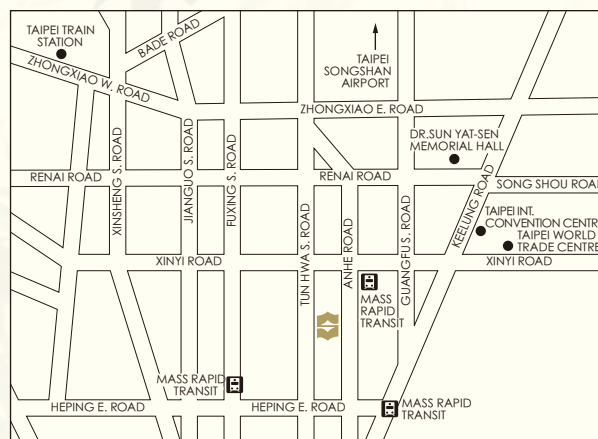 TAIPEI TRAIN
STATION
BADE ROAD
ZHONGXIAO W. ROAD
TAIPEI
SONGSHAN
AIRPORT
ZHONGXIAO E. ROAD
DR.SUN YAT-SEN
MEMORIAL HALL
XINSHENG S. ROAD
JIANGUO S. ROAD
FUXING S. ROAD
RENAI ROAD
RENAI ROAD
SONG SHOU ROAD
KEELUNG ROAD
TAIPEI INT.
CONVENTION CENTRE
TAIPEI WORLD
TRADE CENTRE
TUN HWA S. ROAD
ANHE ROAD
GUANGFU S. ROAD
XINYI ROAD
XINYI ROAD
MASS
RAPID
TRANSIT
MASS RAPID
TRANSIT
HEPING E. ROAD
HEPING E. ROAD
MASS RAPID
TRANSIT